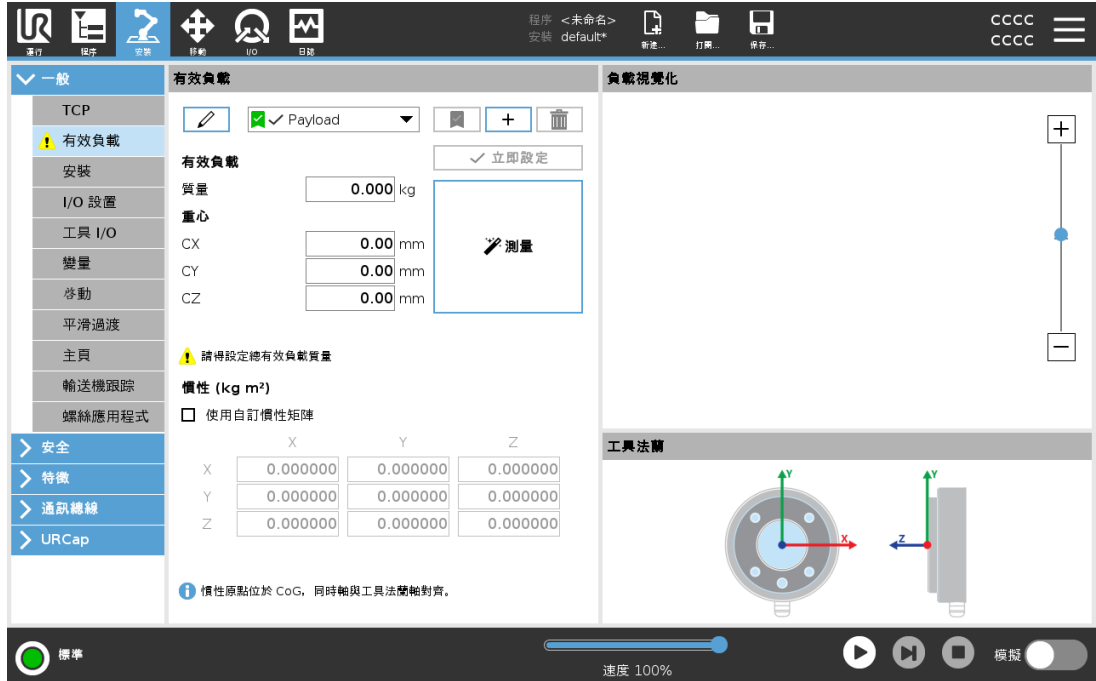 UR
运行
程序
安裝
移動
I/O
日誌
程序 <未命名>
安裝 default*
新建...
打開...
保存...
CCCC
CCCC
一般
TCP
有效負載
安裝
I/O 設置
工具 I/O
變量
啓動
平滑過渡
主頁
輸送機跟踪
螺絲應用程式
安全
特徵
通訊總線
URCap
有效負載
Payload
有效負載
立即設定
質量 0.000 kg
重心
CX 0.00 mm
CY 0.00 mm
CZ 0.00 mm
測量
請得設定總有效負載質量
慣性 (kg m²)
使用自訂慣性矩陣
X Y Z
X 0.000000 0.000000 0.000000
Y 0.000000 0.000000 0.000000
Z 0.000000 0.000000 0.000000
慣性原點位於 CoG，同時軸與工具法蘭軸對齊。
負載視覺化
工具法蘭
Y
X
Y
Z
標準
速度 100%
模擬